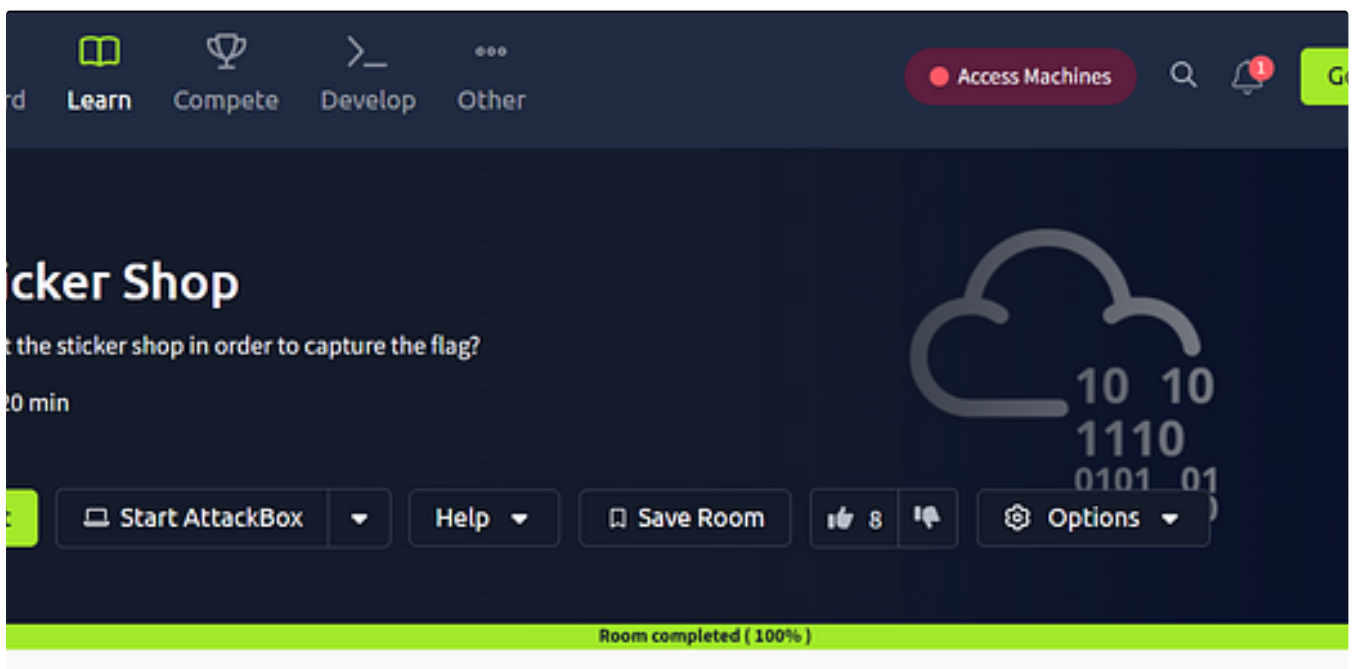 rd Learn Compete Develop Other Access Machines 1 Go
icker Shop
t the sticker shop in order to capture the flag?
20 min
10 10
1110
0101 01
Start AttackBox Help Save Room 8 Options
Room completed ( 100% )